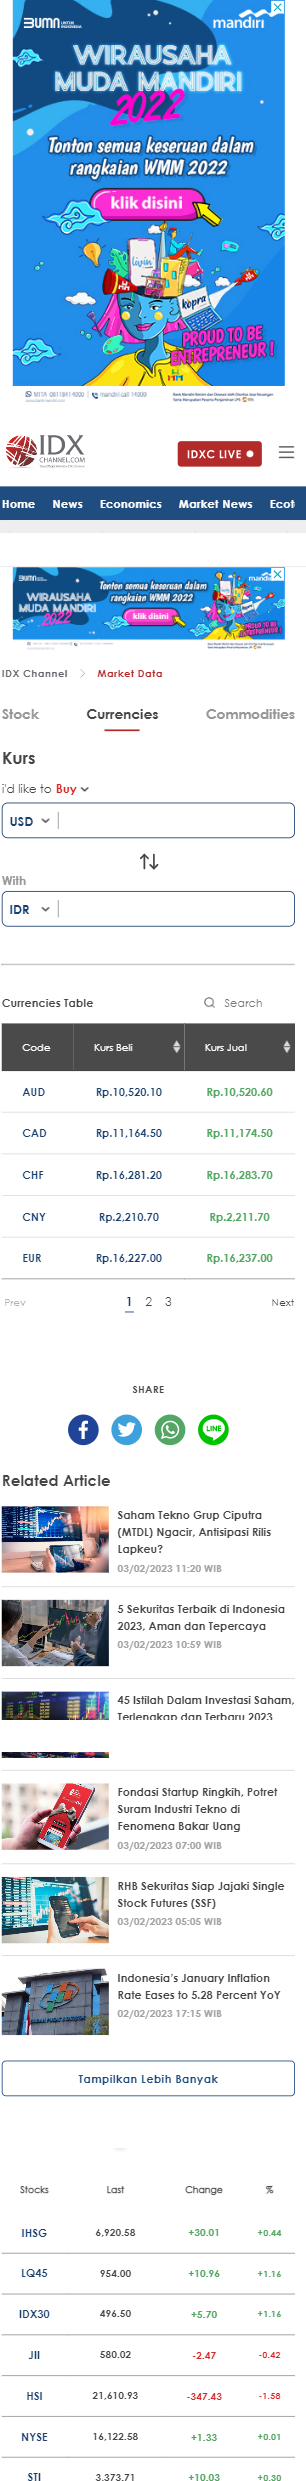 BUMN UNTUK INDONESIA
mandiri
WIRAUSAHA
MUDA MANDIRI
2022
Tonton semua keseruan dalam
rangkaian WMM 2022
klik disini
livin'
kopra
PROUD TO BE
ENTREPRENEUR !
mandiri call 14000
IDX
CHANNEL.COM
IDXC LIVE
Home News Economics Market News Ecot
BUMN
mandiri
WIRAUSAHA
MUDA MANDIRI
2022
Tonton semua keseruan dalam
rangkaian WMM 2022
klik disini
PROUD TO BE
ENTREPRENEUR !
IDX Channel > Market Data
Stock Currencies Commodities
Kurs
i'd like to Buy
USD
With
IDR
Currencies Table Search
Code Kurs Beli Kurs Jual
AUD Rp.10,520.10 Rp.10,520.60
CAD Rp.11,164.50 Rp.11,174.50
CHF Rp.16,281.20 Rp.16,283.70
CNY Rp.2,210.70 Rp.2,211.70
EUR Rp.16,227.00 Rp.16,237.00
Prev 1 2 3 Next
SHARE
LINE
Related Article
Saham Tekno Grup Ciputra
(MTDL) Ngacir, Antisipasi Rilis
Lapkeu?
03/02/2023 11:20 WIB
5 Sekuritas Terbaik di Indonesia
2023, Aman dan Tepercaya
03/02/2023 10:59 WIB
45 Istilah Dalam Investasi Saham,
Terlengkap dan Terbaru 2023
Fondasi Startup Ringkih, Potret
Suram Industri Tekno di
Fenomena Bakar Uang
03/02/2023 07:00 WIB
RHB Sekuritas Siap Jajaki Single
Stock Futures (SSF)
03/02/2023 05:05 WIB
Indonesia's January Inflation
Rate Eases to 5.28 Percent YoY
02/02/2023 17:15 WIB
Tampilkan Lebih Banyak
Stocks Last Change %
IHSG 6,920.58 +30.01 +0.44
LQ45 954.00 +10.96 +1.16
IDX30 496.50 +5.70 +1.16
JII 580.02 -2.47 -0.42
HSI 21,610.93 -347.43 -1.58
NYSE 16,122.58 +1.33 +0.01
STI 3,373.71 +10.03 +0.30